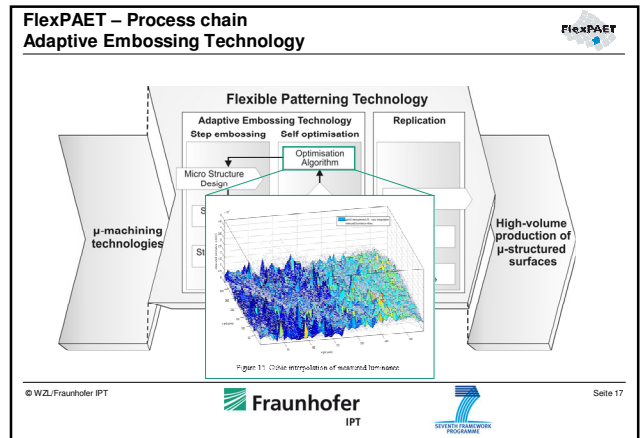 FlexPAET – Process chain
Adaptive Embossing Technology
FlexPAET
Flexible Patterning Technology
Adaptive Embossing Technology
Step embossing
Self optimisation
Replication
Optimisation
Algorithm
Micro Structure
Design
µ-machining
technologies
High-volume
production of
µ-structured
surfaces
Figure 11: Cubic interpolation of measured luminance
© WZL/Fraunhofer IPT
Fraunhofer
IPT
SEVENTH FRAMEWORK
PROGRAMME
Seite 17